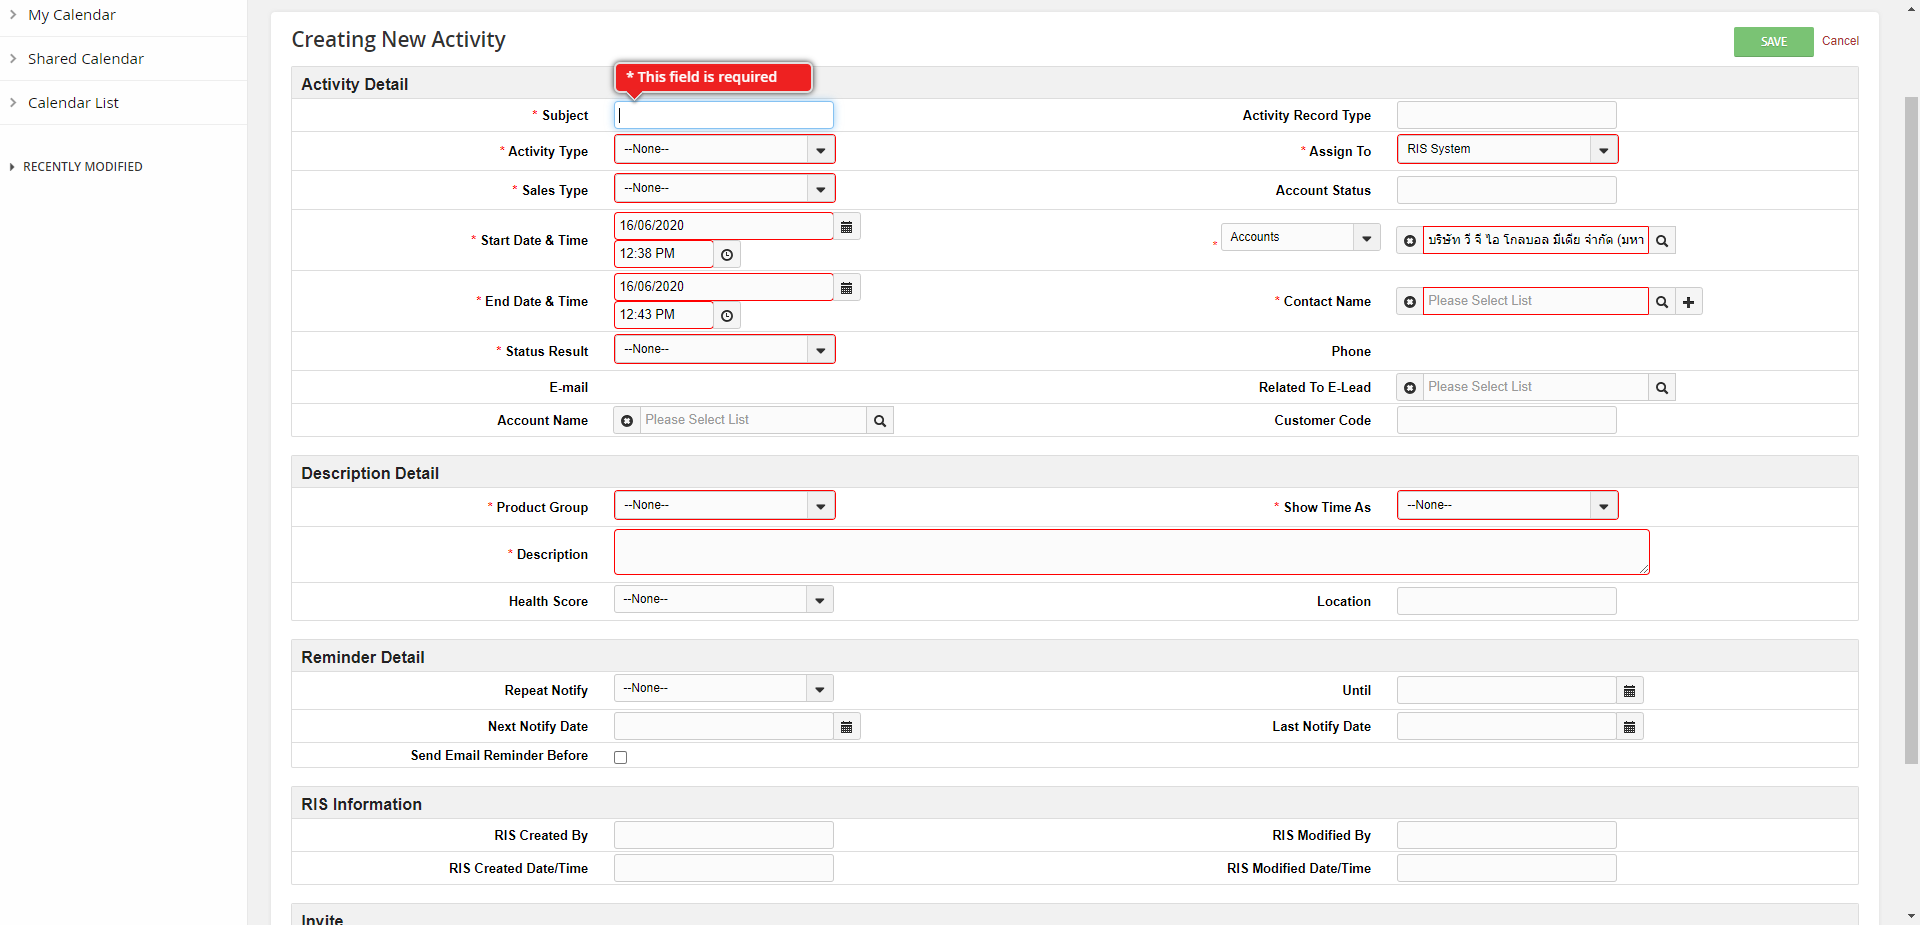 My Calendar
Shared Calendar
Calendar List
RECENTLY MODIFIED
Creating New Activity
SAVE Cancel
Activity Detail
* This field is required
* Subject
Activity Record Type
* Activity Type --None--
* Assign To RIS System
* Sales Type --None--
Account Status
* Start Date & Time 16/06/2020
12:38 PM
* Accounts บริษัท วี จี ไอ โกลบอล มีเดีย จำกัด (มหา
* End Date & Time 16/06/2020
12:43 PM
* Contact Name Please Select List
* Status Result --None--
Phone
E-mail
Related To E-Lead Please Select List
Account Name Please Select List
Customer Code
Description Detail
* Product Group --None--
* Show Time As --None--
* Description
Health Score --None--
Location
Reminder Detail
Repeat Notify --None--
Until
Next Notify Date
Last Notify Date
Send Email Reminder Before
RIS Information
RIS Created By
RIS Modified By
RIS Created Date/Time
RIS Modified Date/Time
Invite